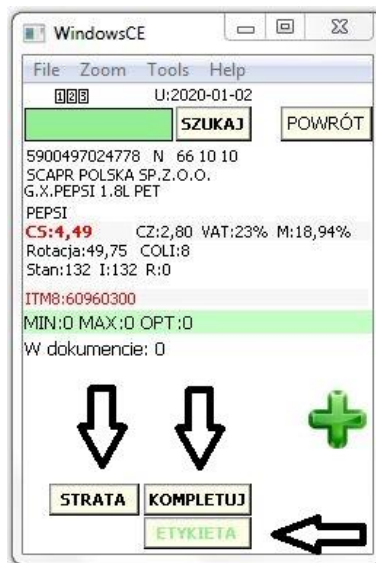 WindowsCE
File Zoom Tools Help
123 U:2020-01-02
SZUKAJ POWRÓT
5900497024778 N 66 10 10
SCAPR POLSKA SP.Z.O.O.
G.X.PEPSI 1.8L PET
PEPSI
CS:4,49 CZ:2,80 VAT:23% M:18,94%
Rotacja:49,75 COLI:8
Stan:132 I:132 R:0
ITM8:60960300
MIN:0 MAX:0 OPT:0
W dokumencie: 0
STRATA KOMPLETUJ
ETYKIETA